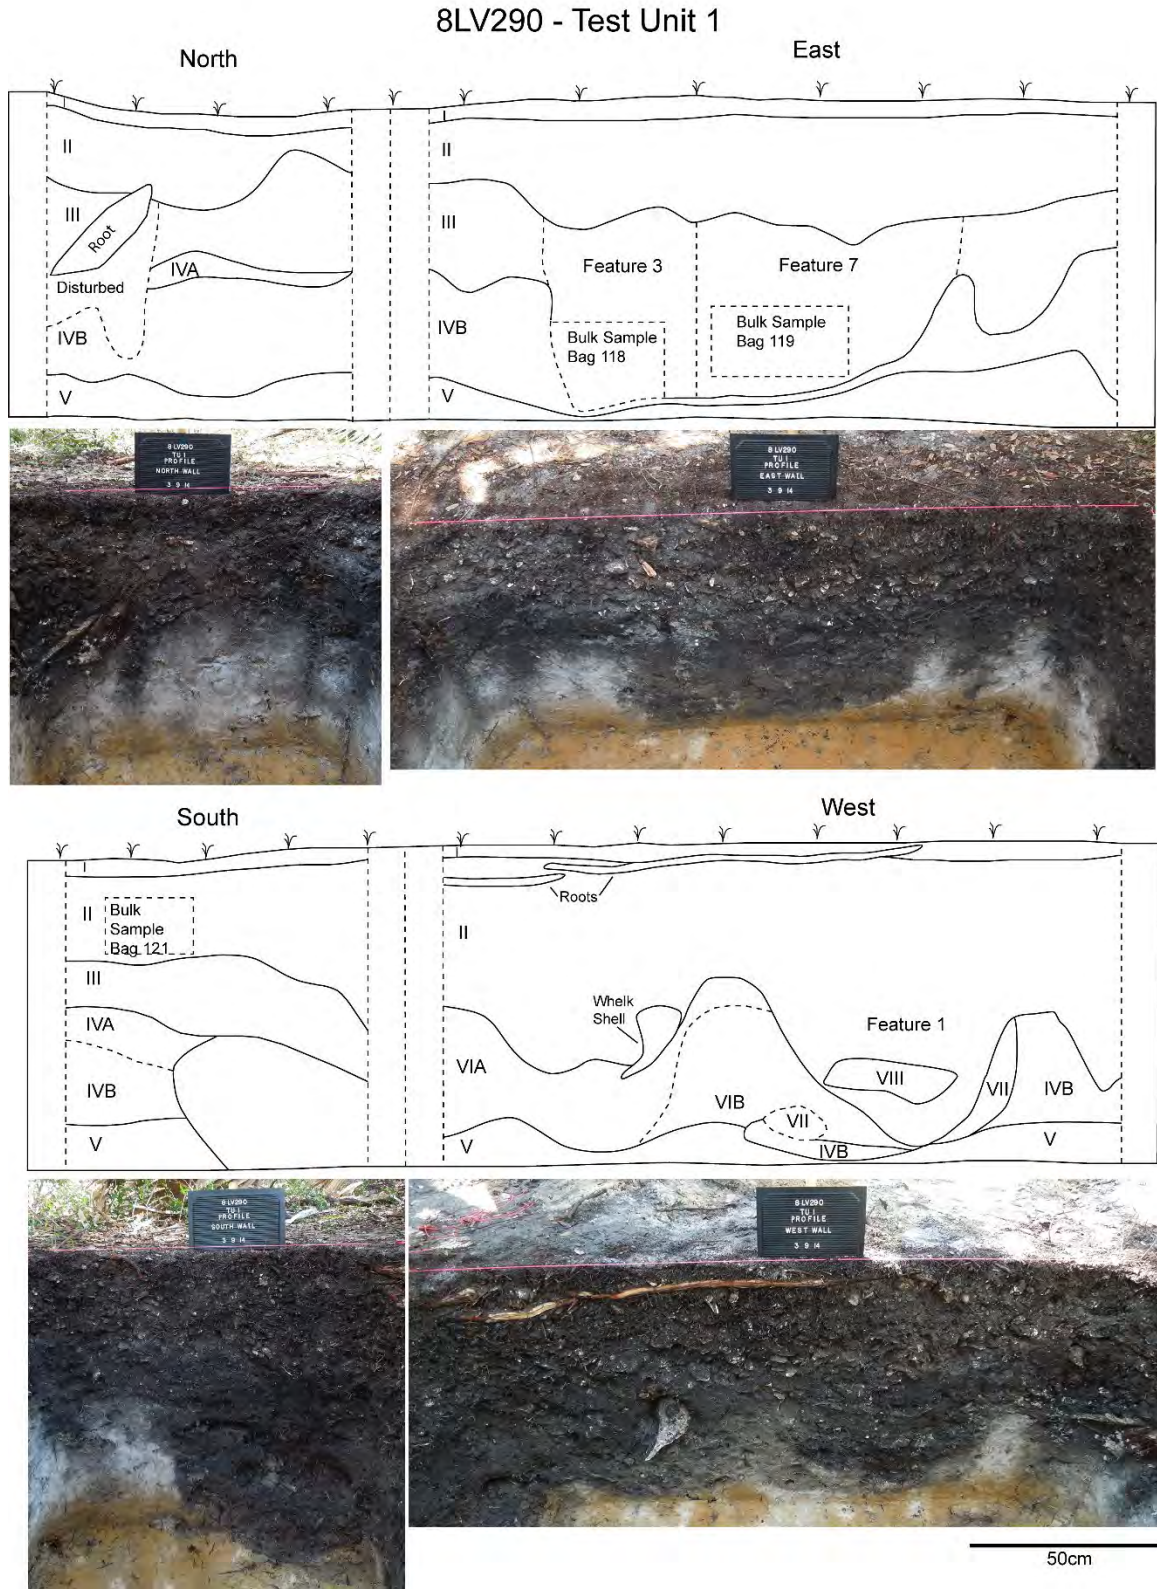 8LV290 - Test Unit 1
North
East
I
II
III
Root
IVA
Disturbed
IVB
V
I
II
III
Feature 3
Feature 7
IVB
Bulk Sample
Bag 118
Bulk Sample
Bag 119
V
8LV290
TU 1
PROFILE
NORTH WALL
3 9 14
8LV290
TU 1
PROFILE
EAST WALL
3 9 14
South
West
I
II
Bulk
Sample
Bag 121
III
IVA
IVB
V
I
Roots
II
Whelk
Shell
Feature 1
VIA
VIII
VII
IVB
VIB
VII
V
IVB
V
8LV290
TU 1
PROFILE
SOUTH WALL
3 9 14
8LV290
TU 1
PROFILE
WEST WALL
3 9 14
50cm